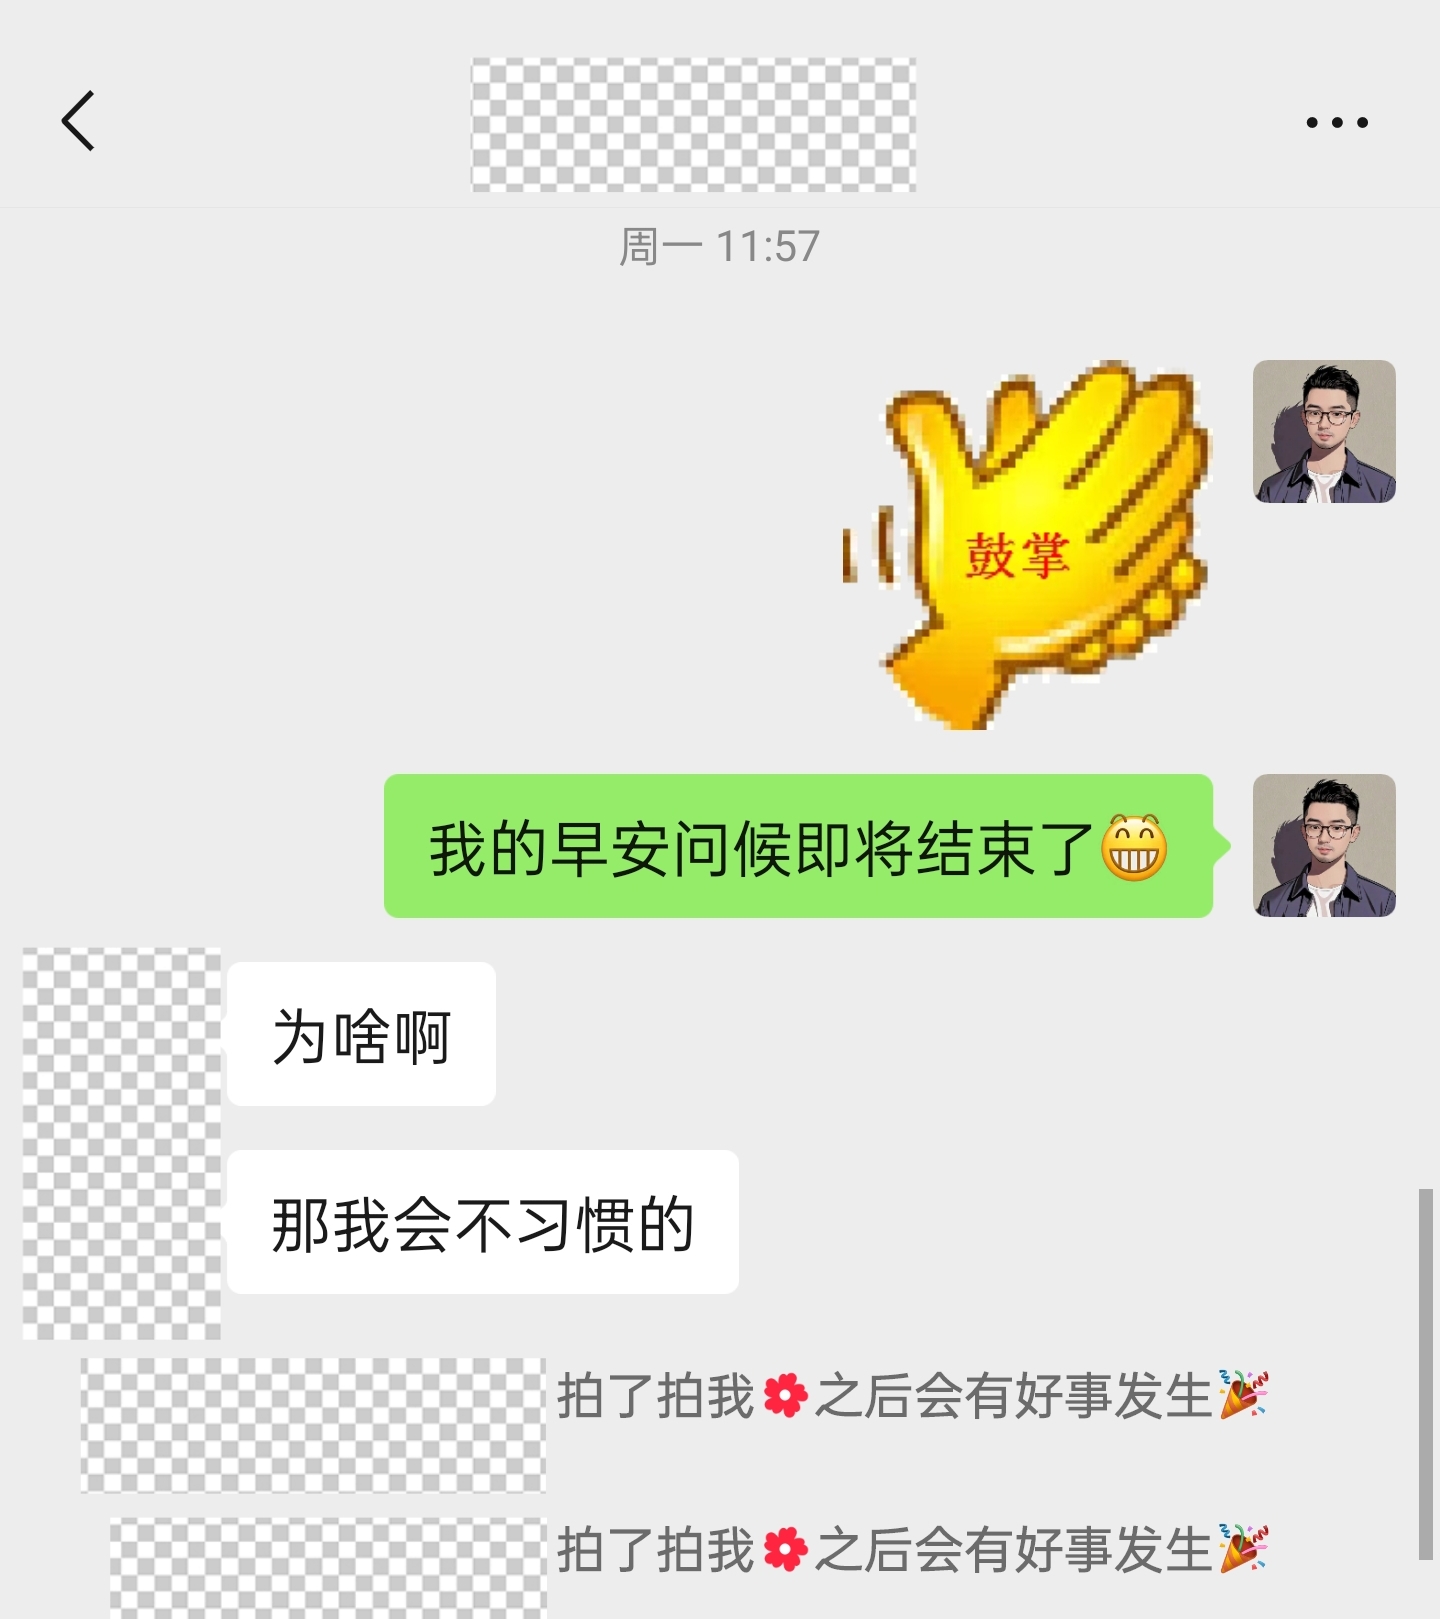 周一 11:57
鼓掌
我的早安问候即将结束了😁
为啥啊
那我会不习惯的
拍了拍我🌺之后会有好事发生🎉
拍了拍我🌺之后会有好事发生🎉